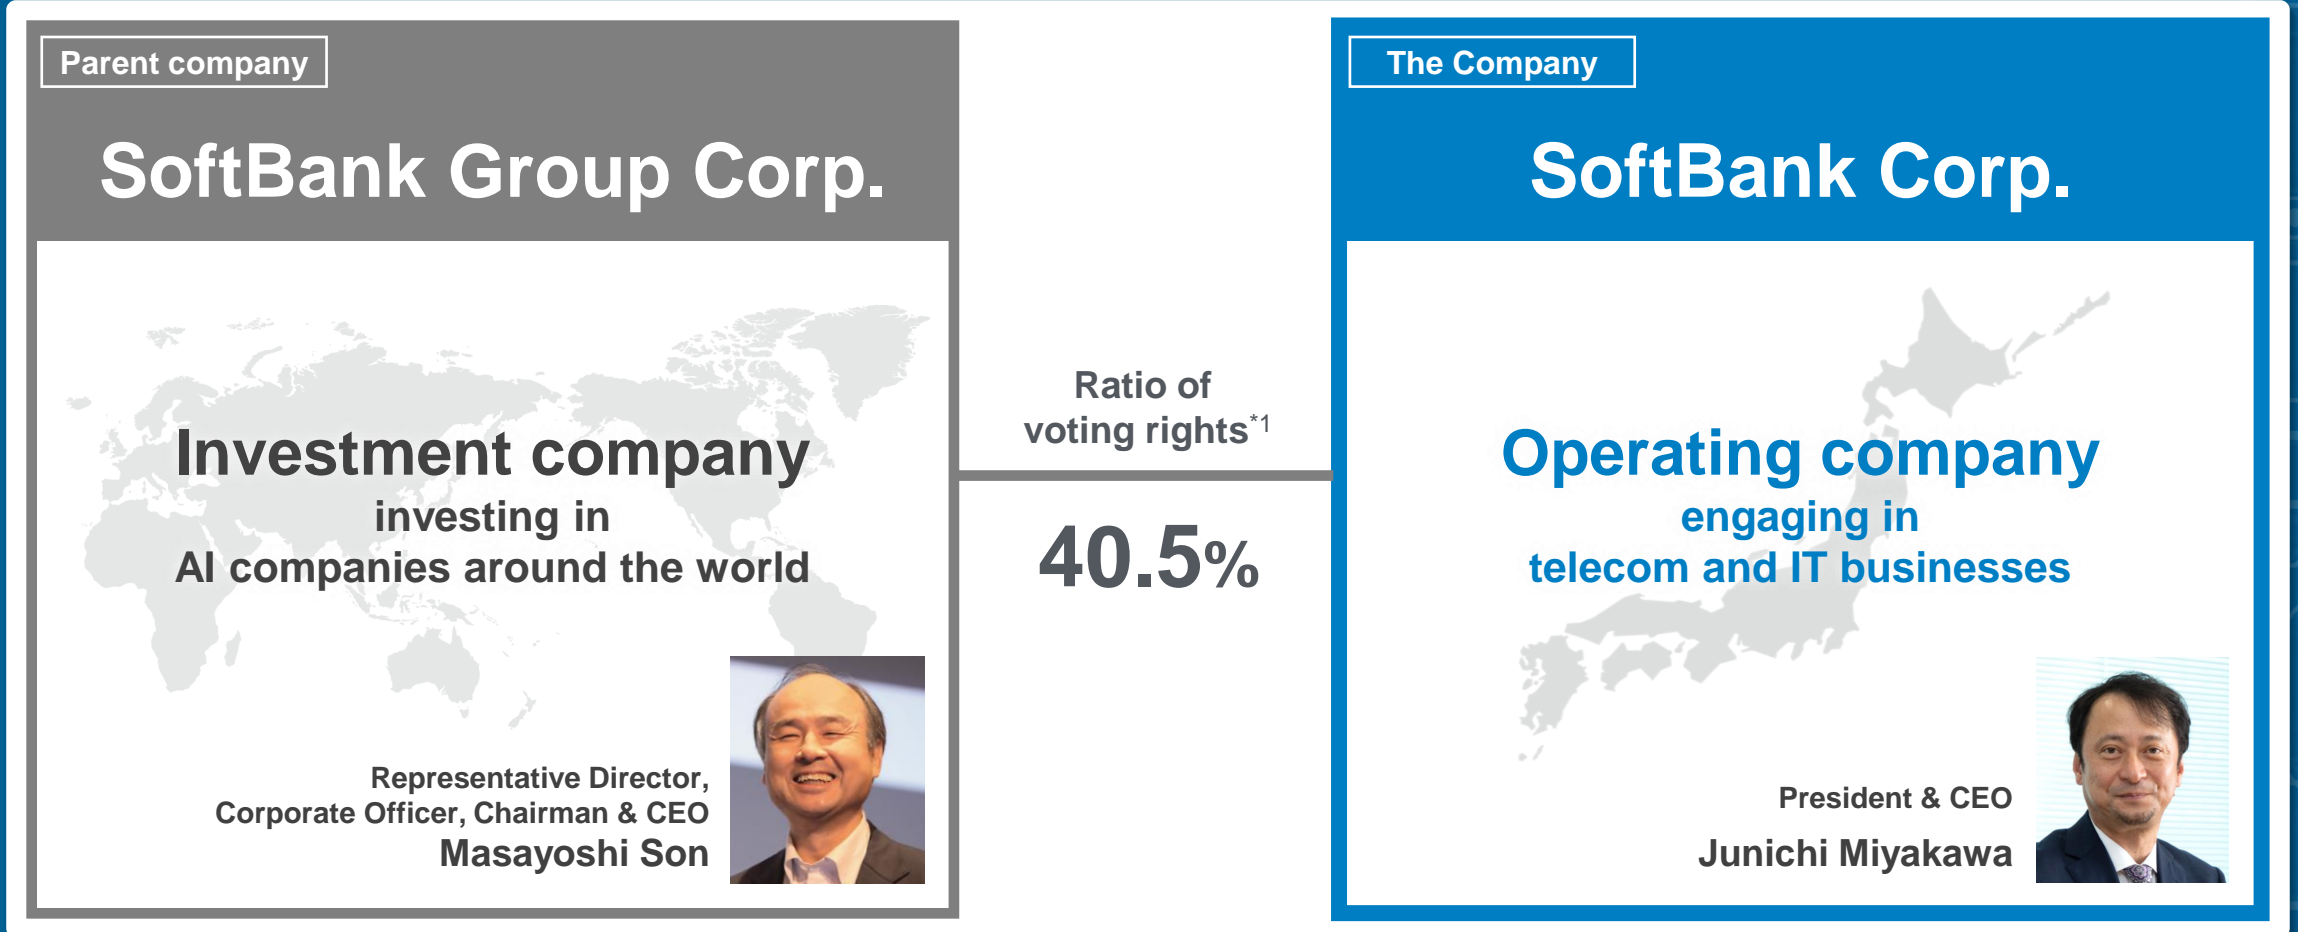 Parent company
SoftBank Group Corp.
Investment company
investing in
AI companies around the world
Representative Director,
Corporate Officer, Chairman & CEO
Masayoshi Son
Ratio of
voting rights*1
40.5%
The Company
SoftBank Corp.
Operating company
engaging in
telecom and IT businesses
President & CEO
Junichi Miyakawa